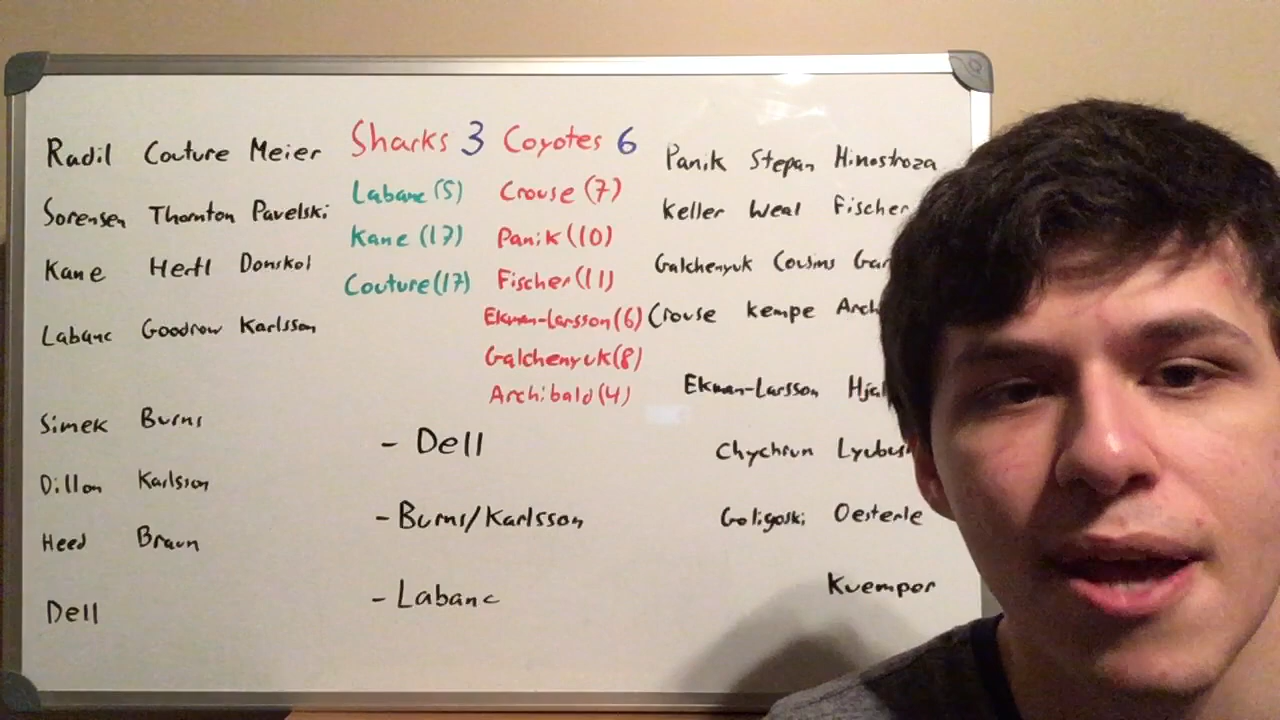 Sharks 3 Coyotes 6
Radil Couture Meier
Sorensen Thornton Pavelski
Kane Hertl Donskoi
Labanc Goodrow Karlsson
Simek Burns
Dillon Karlsson
Heed Braun
Dell
Labanc (5)
Kane (17)
Couture (17)
Crouse (7)
Panik (10)
Fischer (11)
Ekman-Larsson (6)
Galchenyuk (8)
Archibald (4)
- Dell
- Burns/Karlsson
- Labanc
Panik Stepan Hinostroza
Keller Weal Fischer
Galchenyuk Cousins
Crouse Kempe
Ekman-Larsson
Chychrun
Goligoski Oesterle
Kuemper